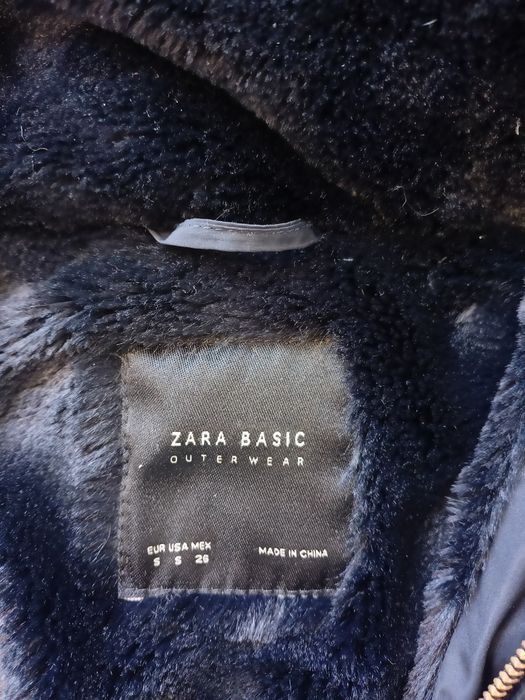 ZARA BASIC
OUTERWEAR
EUR USA MEX
S S 26
MADE IN CHINA